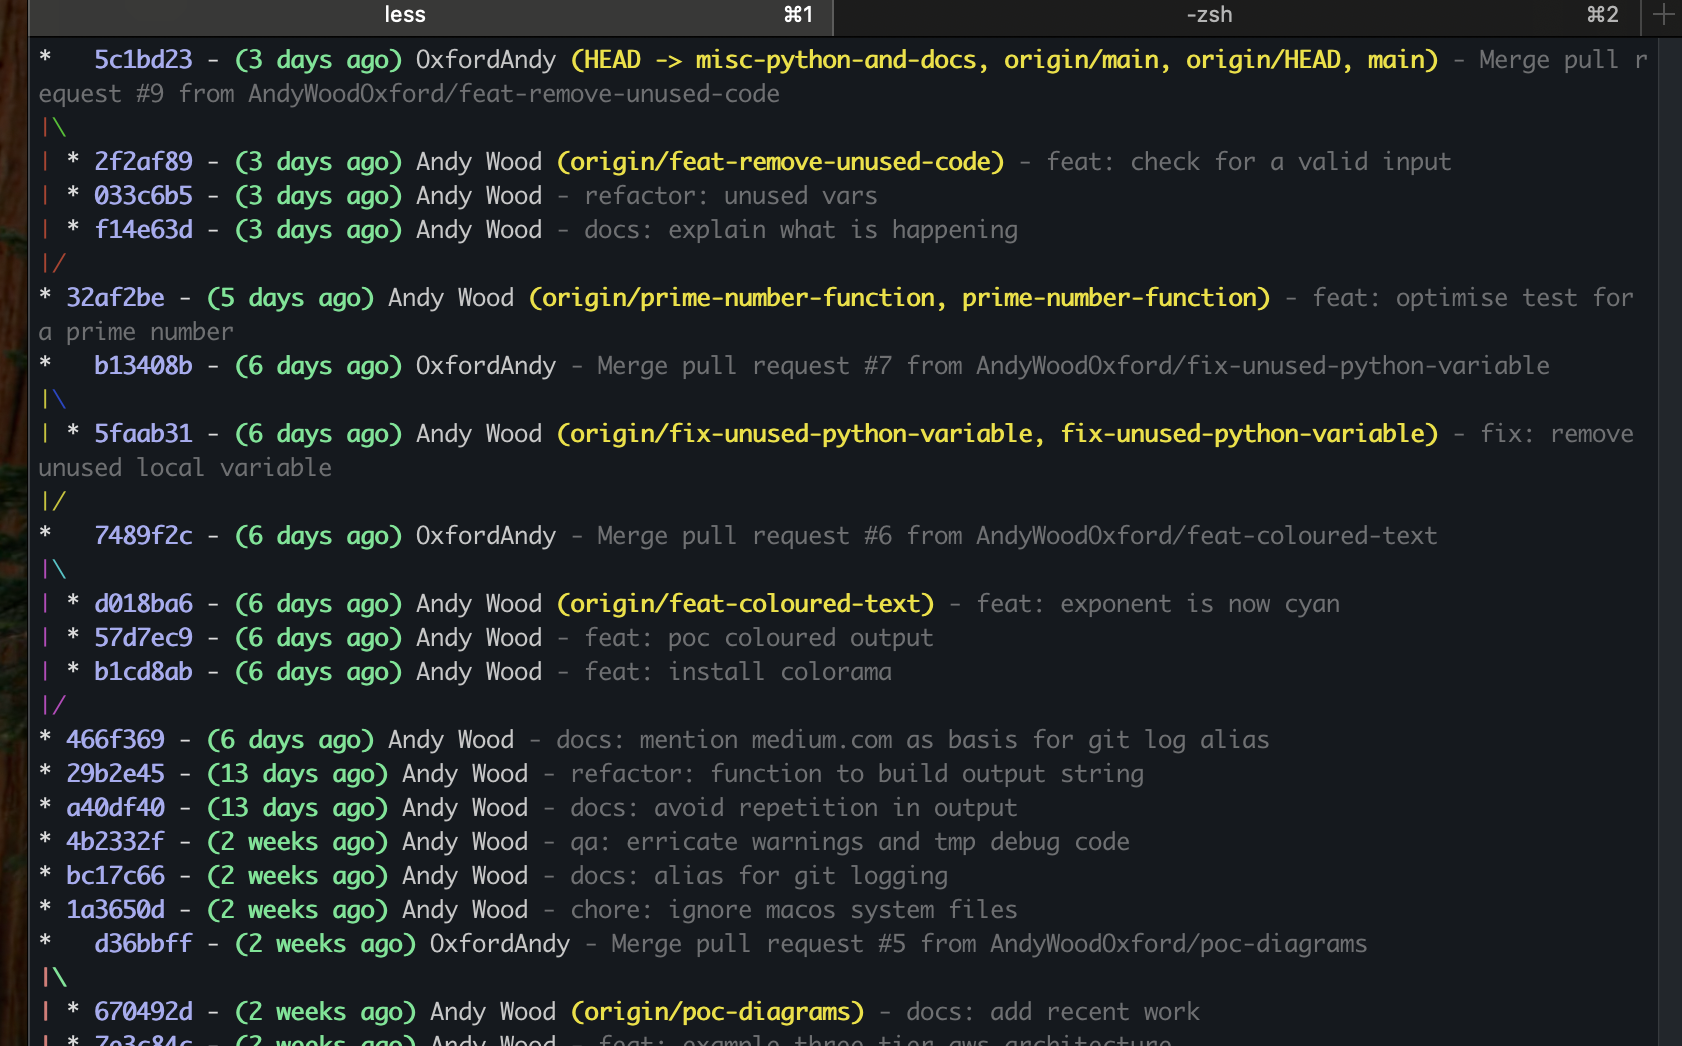 less ⌘1 -zsh ⌘2 +
*   5c1bd23 - (3 days ago) OxfordAndy (HEAD -> misc-python-and-docs, origin/main, origin/HEAD, main) - Merge pull r
equest #9 from AndyWoodOxford/feat-remove-unused-code
|\
| * 2f2af89 - (3 days ago) Andy Wood (origin/feat-remove-unused-code) - feat: check for a valid input
| * 033c6b5 - (3 days ago) Andy Wood - refactor: unused vars
| * f14e63d - (3 days ago) Andy Wood - docs: explain what is happening
|/
* 32af2be - (5 days ago) Andy Wood (origin/prime-number-function, prime-number-function) - feat: optimise test for
a prime number
*   b13408b - (6 days ago) OxfordAndy - Merge pull request #7 from AndyWoodOxford/fix-unused-python-variable
|\
| * 5faab31 - (6 days ago) Andy Wood (origin/fix-unused-python-variable, fix-unused-python-variable) - fix: remove
unused local variable
|/
*   7489f2c - (6 days ago) OxfordAndy - Merge pull request #6 from AndyWoodOxford/feat-coloured-text
|\
| * d018ba6 - (6 days ago) Andy Wood (origin/feat-coloured-text) - feat: exponent is now cyan
| * 57d7ec9 - (6 days ago) Andy Wood - feat: poc coloured output
| * b1cd8ab - (6 days ago) Andy Wood - feat: install colorama
|/
* 466f369 - (6 days ago) Andy Wood - docs: mention medium.com as basis for git log alias
* 29b2e45 - (13 days ago) Andy Wood - refactor: function to build output string
* a40df40 - (13 days ago) Andy Wood - docs: avoid repetition in output
* 4b2332f - (2 weeks ago) Andy Wood - qa: erricate warnings and tmp debug code
* bc17c66 - (2 weeks ago) Andy Wood - docs: alias for git logging
* 1a3650d - (2 weeks ago) Andy Wood - chore: ignore macos system files
*   d36bbff - (2 weeks ago) OxfordAndy - Merge pull request #5 from AndyWoodOxford/poc-diagrams
|\
| * 670492d - (2 weeks ago) Andy Wood (origin/poc-diagrams) - docs: add recent work
| * 7e3c84c - (2 weeks ago) Andy Wood - feat: example three tier aws architecture